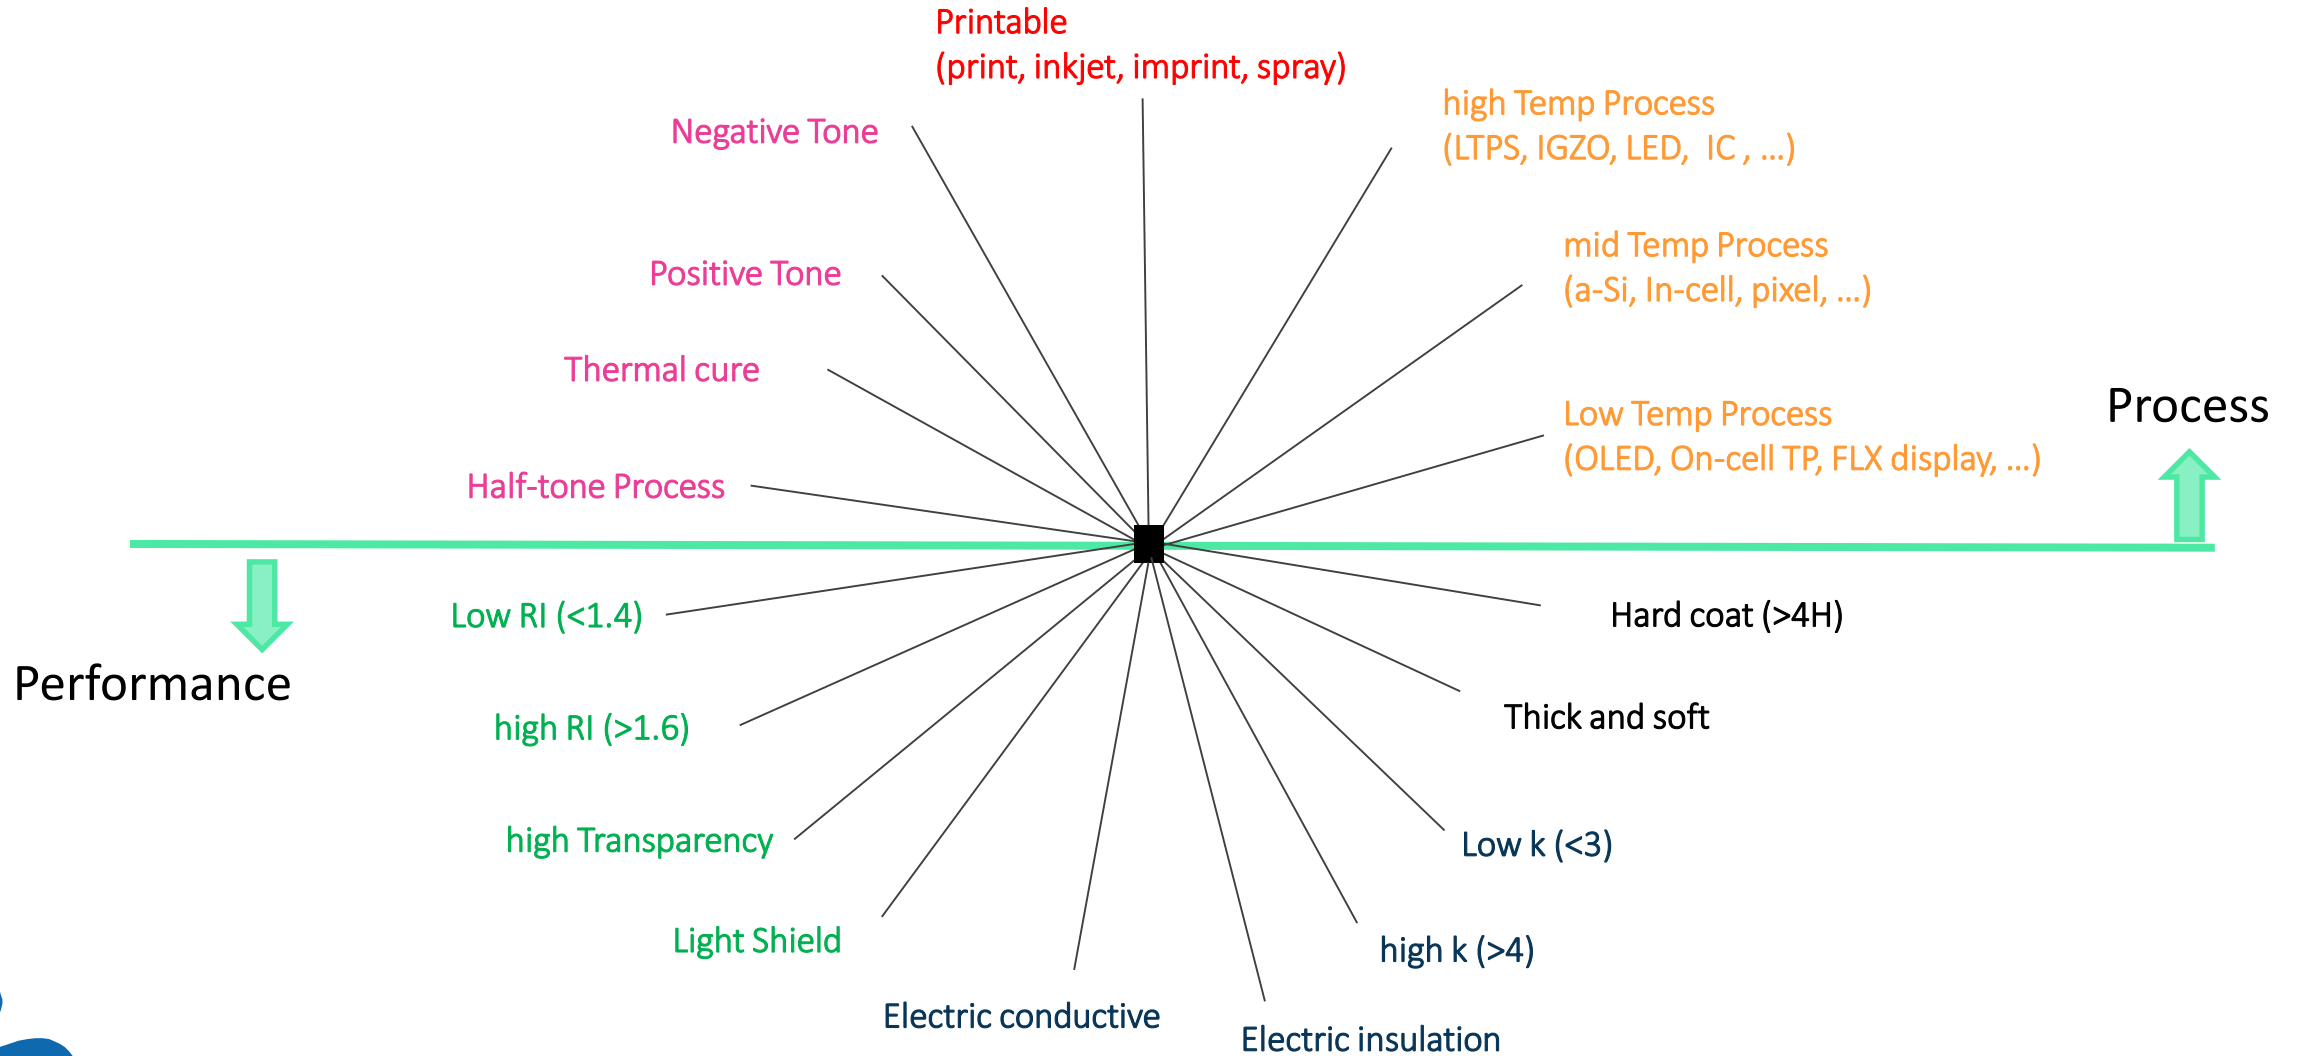 Printable
(print, inkjet, imprint, spray)
high Temp Process
(LTPS, IGZO, LED,  IC , ...)
Negative Tone
mid Temp Process
(a-Si, In-cell, pixel, ...)
Positive Tone
Thermal cure
Low Temp Process
(OLED, On-cell TP, FLX display, ...)
Process
Half-tone Process
Low RI (<1.4)
Hard coat (>4H)
Performance
high RI (>1.6)
Thick and soft
high Transparency
Low k (<3)
Light Shield
high k (>4)
Electric conductive
Electric insulation